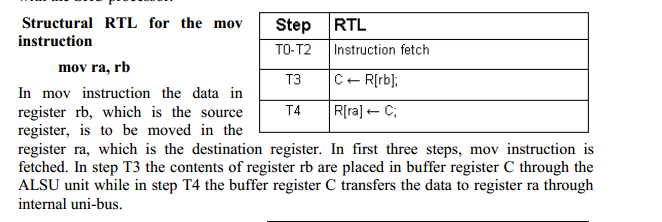 Structural RTL for the mov
instruction
mov ra, rb
In mov instruction the data in
register rb, which is the source
register, is to be moved in the
register ra, which is the destination register. In first three steps, mov instruction is
fetched. In step T3 the contents of register rb are placed in buffer register C through the
ALSU unit while in step T4 the buffer register C transfers the data to register ra through
internal uni-bus.
Step RTL
T0-T2 Instruction fetch
T3 C ← R[rb];
T4 R[ra] ← C;